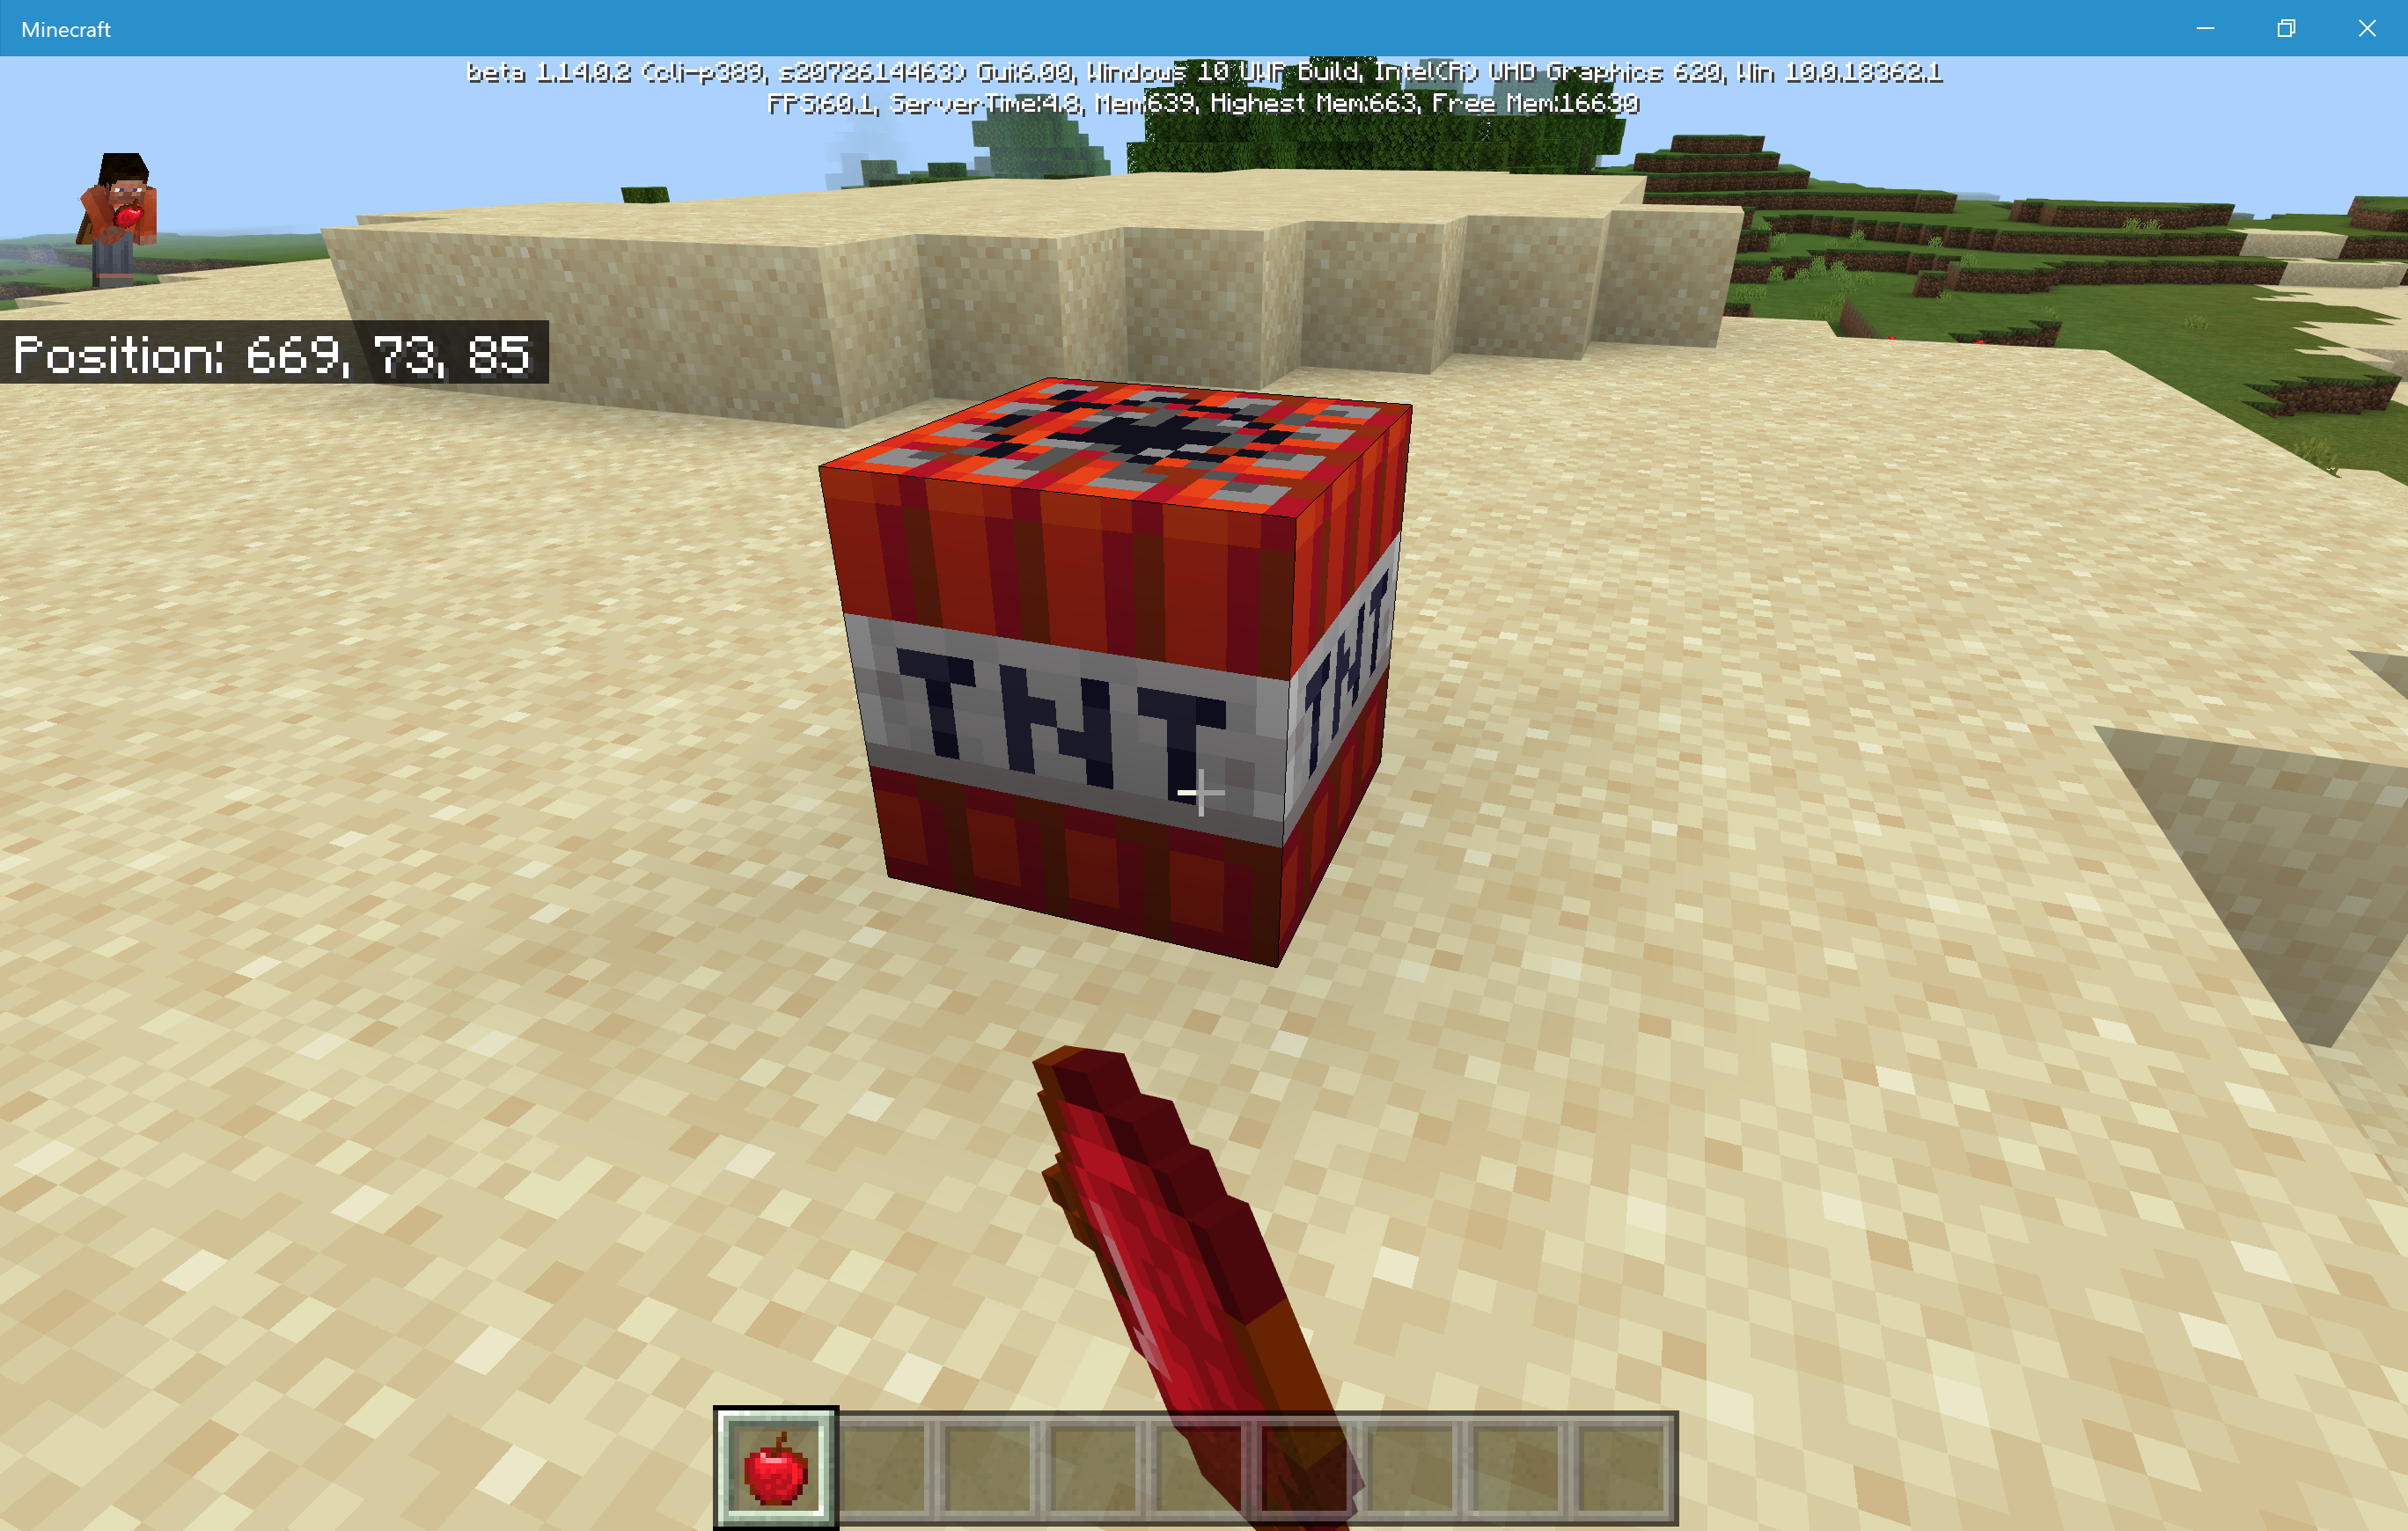 Minecraft
beta 1.14.0.2 (cli-p389, s2072614463) Gui:6.00, Windows 10 UWP Build, Intel(R) UHD Graphics 620, Win 10.0.18362.1
FPS:60.1, ServerTime:4.8, Mem:639, Highest Mem:663, Free Mem:16630
Position: 669, 73, 85
TNT
TNT